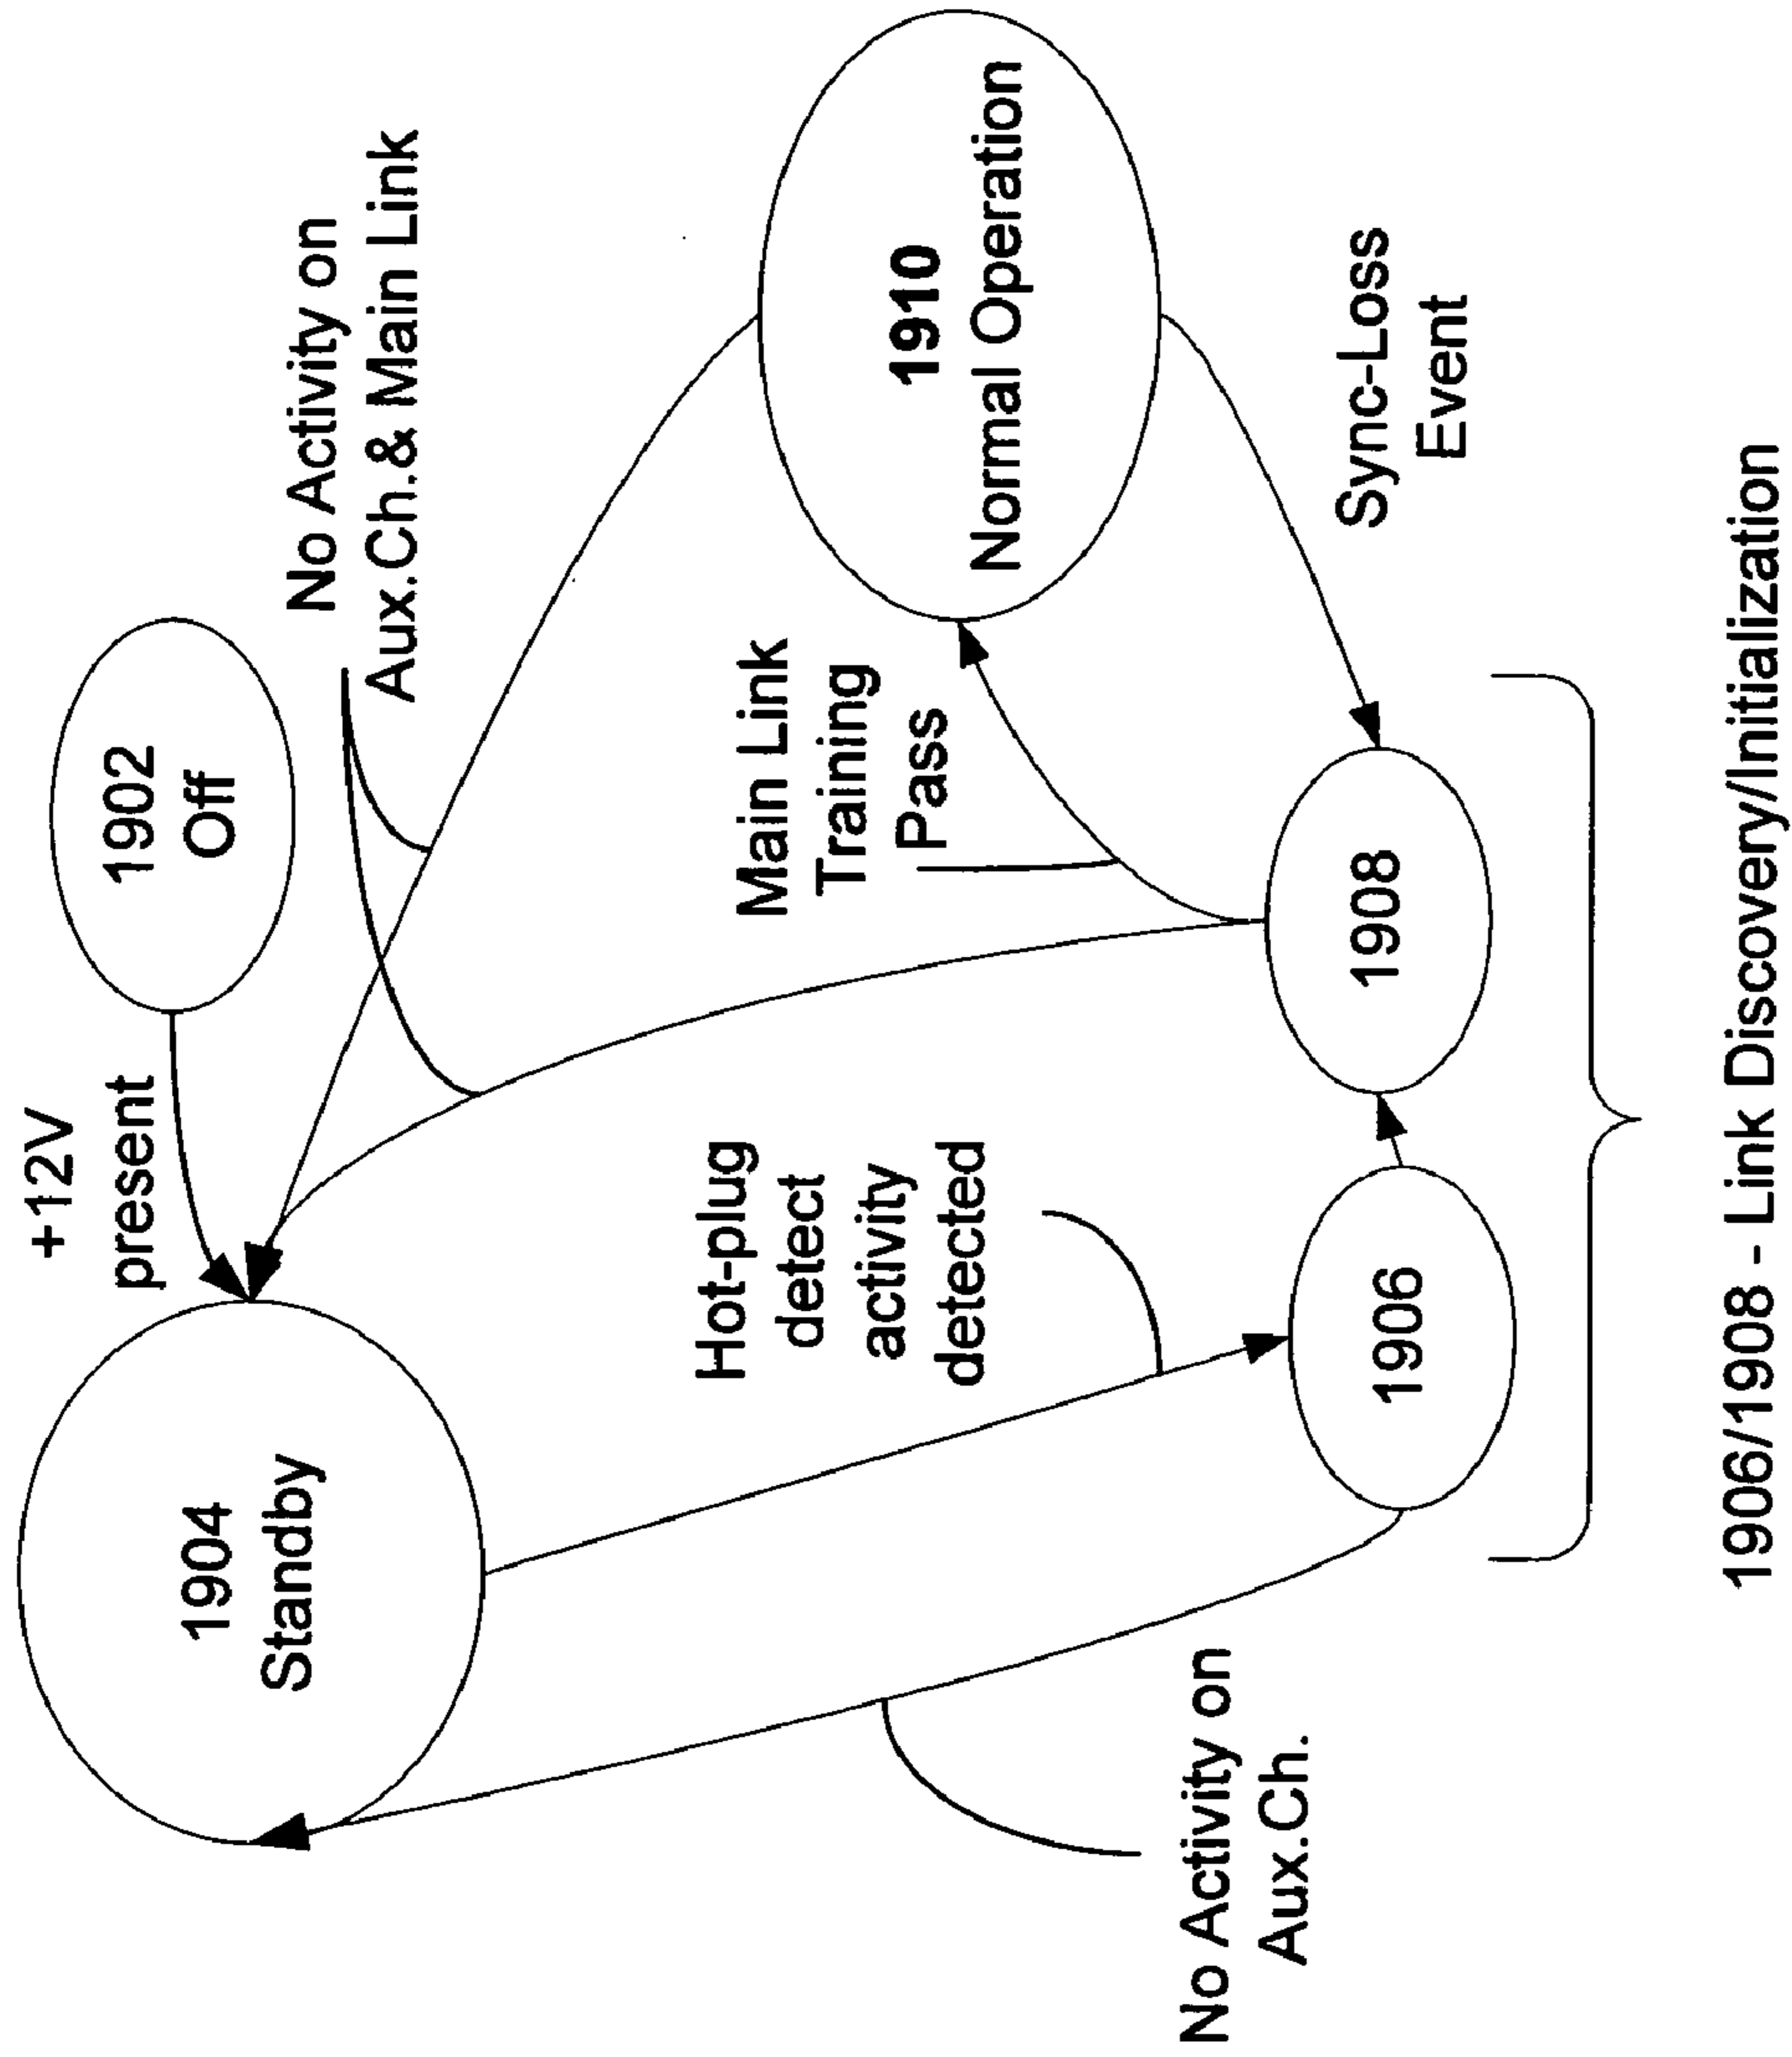 +12V
present
1902
Off
1904
Standby
No Activity on
Aux.Ch.& Main Link
Hot-plug
detect
activity
detected
Main Link
Training
Pass
1910
Normal Operation
No Activity on
Aux.Ch.
1906
1908
Sync-Loss
Event
1906/1908 - Link Discovery/Initialization